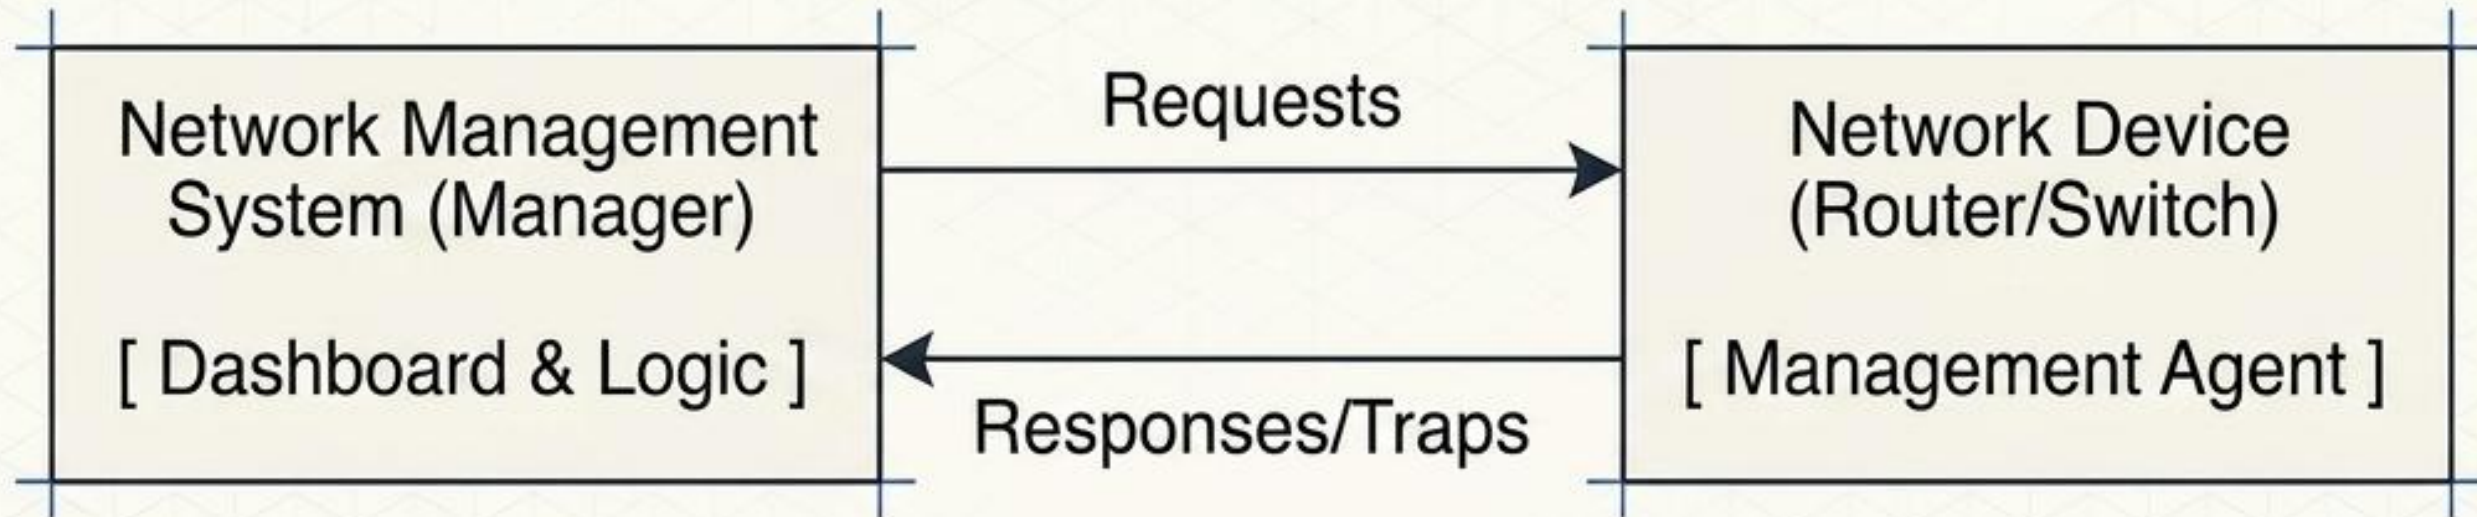 Network Management
System (Manager)
[ Dashboard & Logic ]
Requests
Responses/Traps
Network Device
(Router/Switch)
[ Management Agent ]